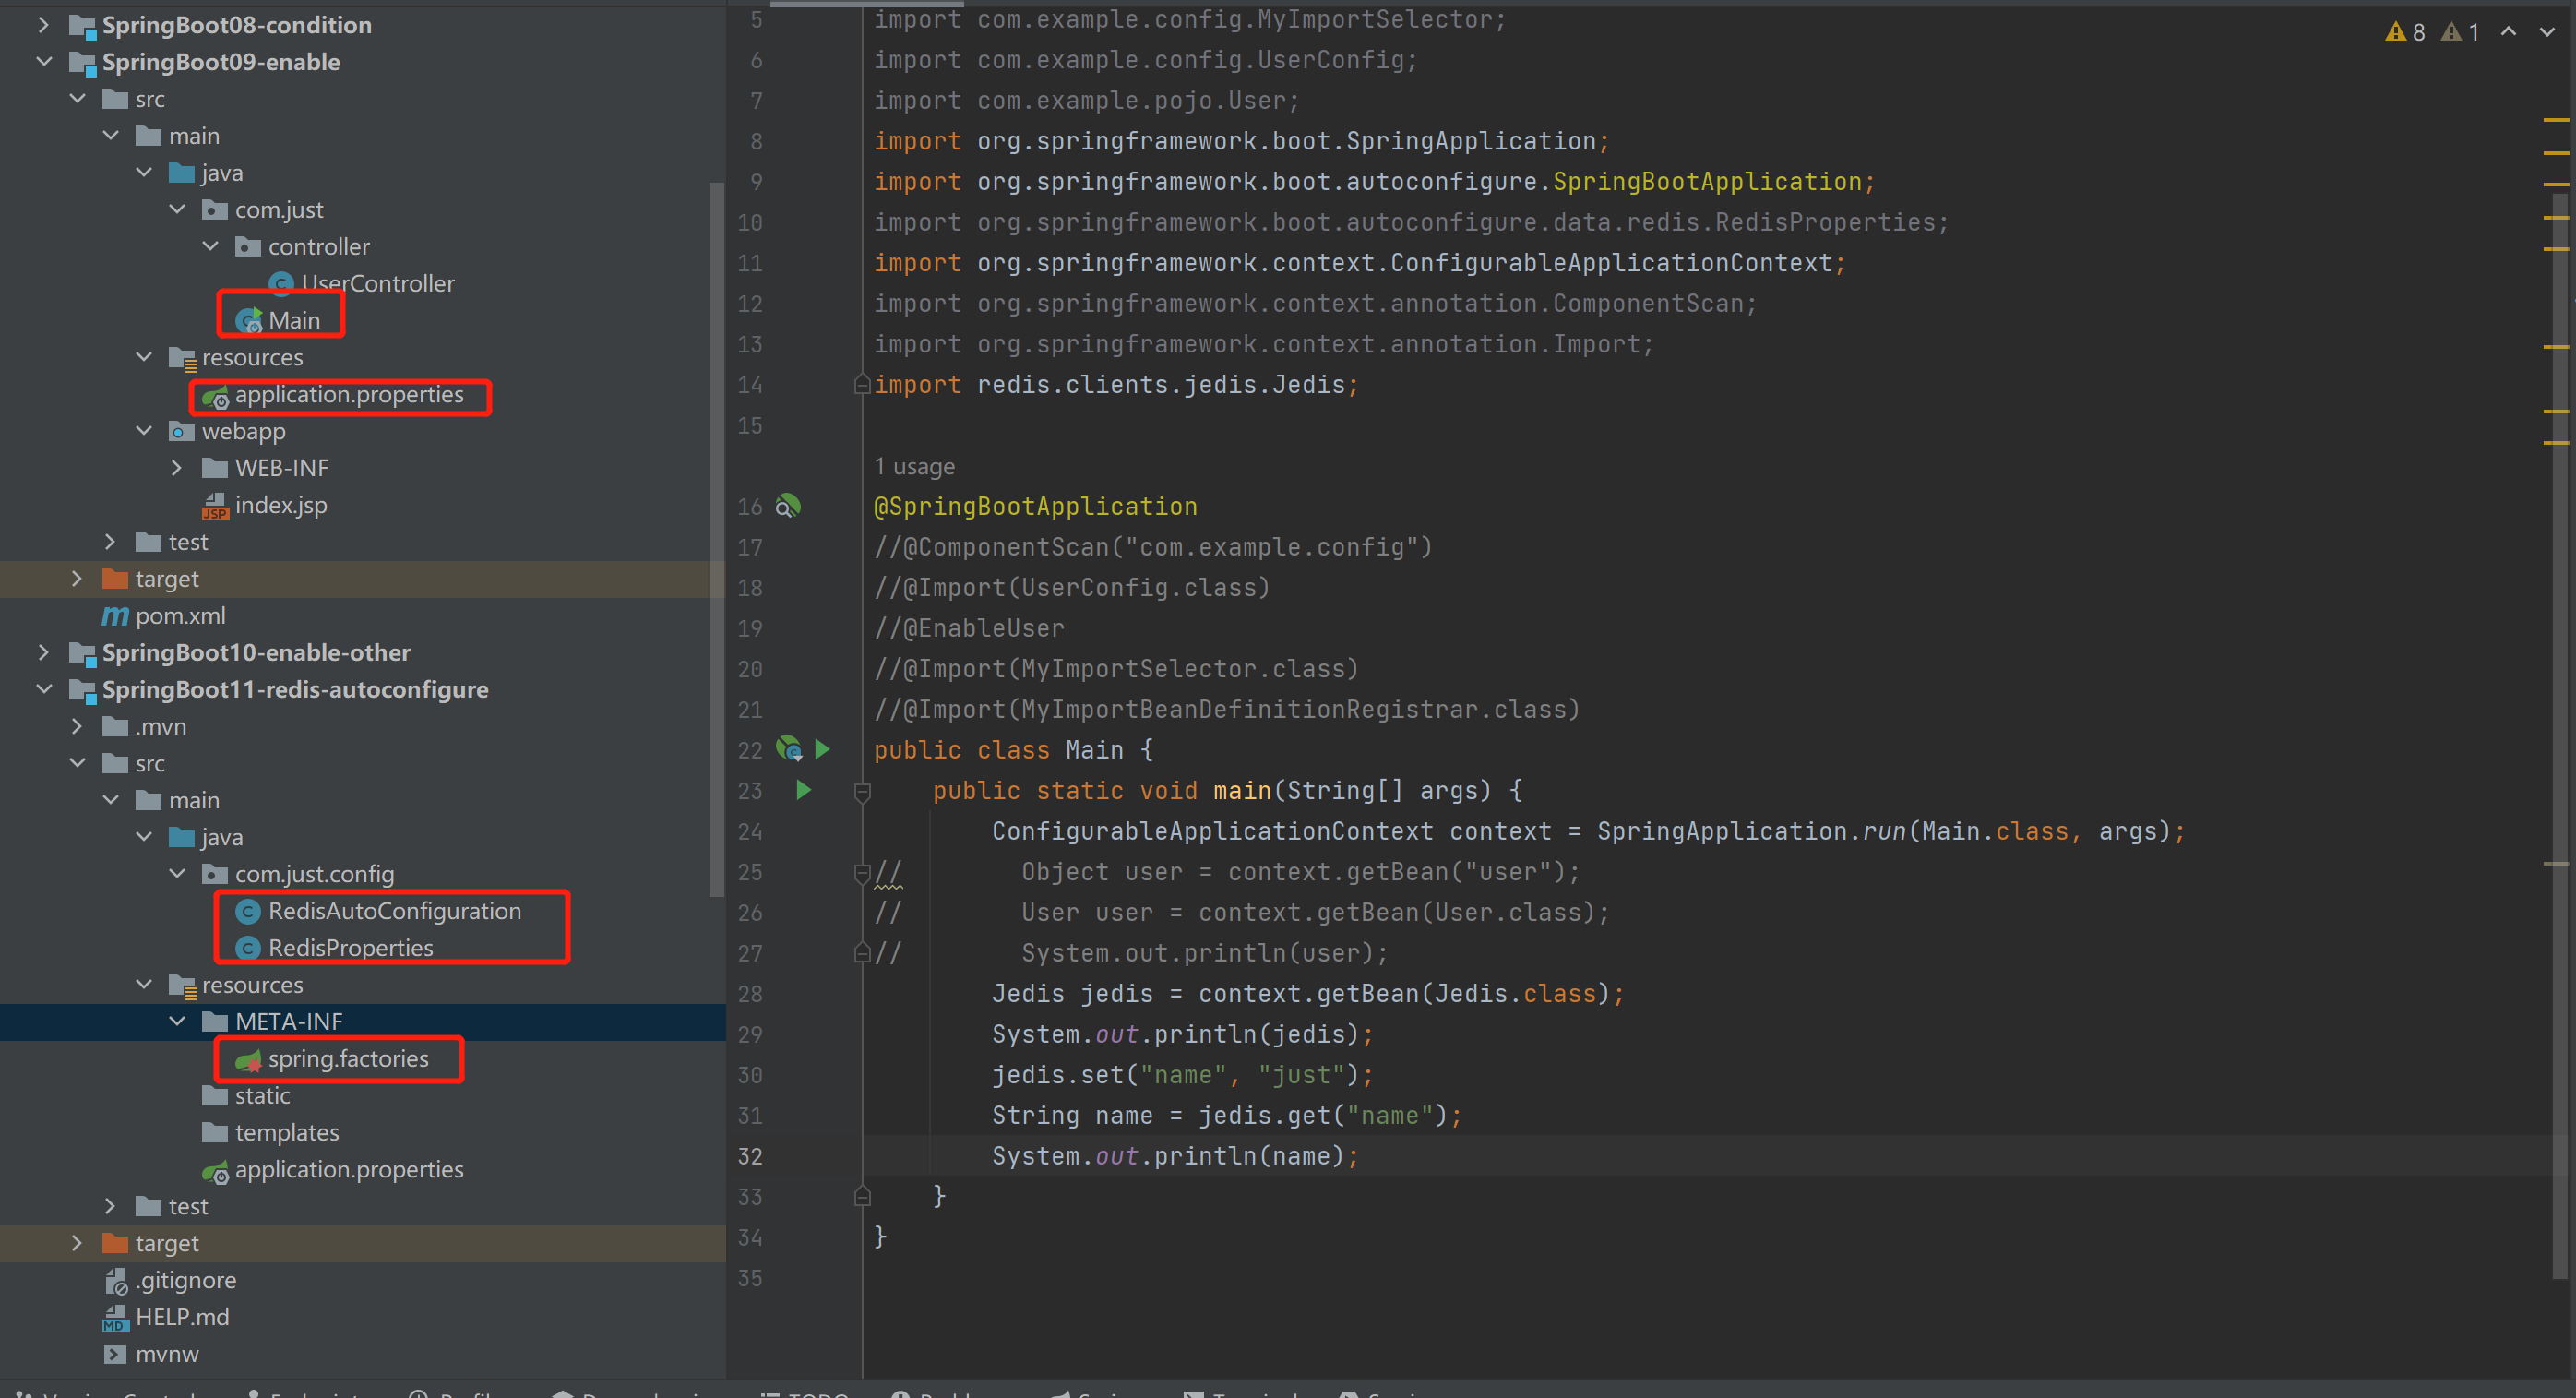 SpringBoot08-condition
SpringBoot09-enable
src
main
java
com.just
controller
UserController
Main
resources
application.properties
webapp
WEB-INF
index.jsp
test
target
pom.xml
SpringBoot10-enable-other
SpringBoot11-redis-autoconfigure
.mvn
src
main
java
com.just.config
RedisAutoConfiguration
RedisProperties
resources
META-INF
spring.factories
static
templates
application.properties
test
target
.gitignore
HELP.md
mvnw
8 1
5 import com.example.config.MyImportSelector;
6 import com.example.config.UserConfig;
7 import com.example.pojo.User;
8 import org.springframework.boot.SpringApplication;
9 import org.springframework.boot.autoconfigure.SpringBootApplication;
10 import org.springframework.boot.autoconfigure.data.redis.RedisProperties;
11 import org.springframework.context.ConfigurableApplicationContext;
12 import org.springframework.context.annotation.ComponentScan;
13 import org.springframework.context.annotation.Import;
14 import redis.clients.jedis.Jedis;
15
1 usage
16 @SpringBootApplication
17 //@ComponentScan("com.example.config")
18 //@Import(UserConfig.class)
19 //@EnableUser
20 //@Import(MyImportSelector.class)
21 //@Import(MyImportBeanDefinitionRegistrar.class)
22 public class Main {
23 public static void main(String[] args) {
24 ConfigurableApplicationContext context = SpringApplication.run(Main.class, args);
25 // Object user = context.getBean("user");
26 // User user = context.getBean(User.class);
27 // System.out.println(user);
28 Jedis jedis = context.getBean(Jedis.class);
29 System.out.println(jedis);
30 jedis.set("name", "just");
31 String name = jedis.get("name");
32 System.out.println(name);
33 }
34 }
35